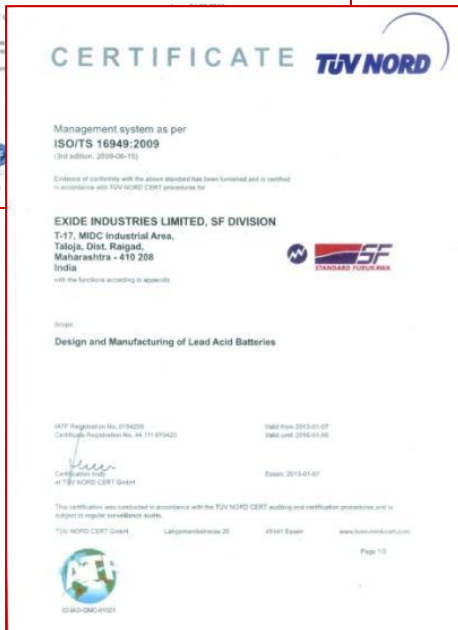 CERTIFICATE
TÜV NORD
Management system as per
ISO/TS 16949:2009
(3rd edition, 2009-06-15)
Evidence of conformity with the above standard has been furnished and is certified
in accordance with TÜV NORD CERT procedures for
EXIDE INDUSTRIES LIMITED, SF DIVISION
T-17, MIDC Industrial Area,
Taloja, Dist. Raigad,
Maharashtra - 410 208
India
SF
STANDARD FURUKAWA
with the functions according to appendix
Scope
Design and Manufacturing of Lead Acid Batteries
IATF Registration No.
Valid from 2013-01-07
Certificate Registration No. 44 111
Valid until 2016-01-06
Certification Body
at TÜV NORD CERT GmbH
Essen, 2013-01-07
This certification was conducted in accordance with the TÜV NORD CERT auditing and certification procedures and is
subject to regular surveillance audits.
TÜV NORD CERT GmbH
Langemarckstrasse 20
45141 Essen
www.tuev-nord-cert.com
Page
IATF